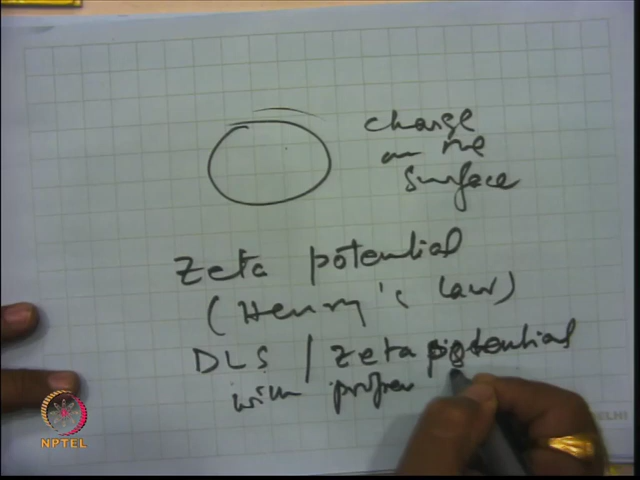 charge
on the
surface
Zeta potential
(Henry's Law)
DLS / Zeta potential
with proper
NPTEL